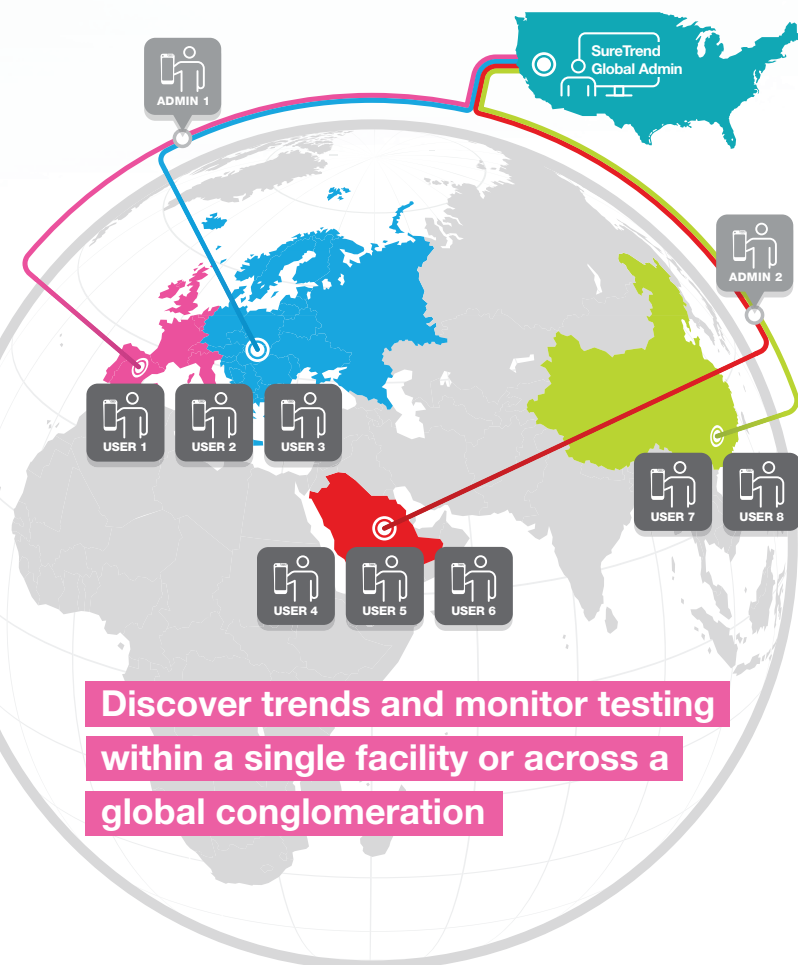 SureTrend
Global Admin
ADMIN 1
ADMIN 2
USER 1
USER 2
USER 3
USER 7
USER 8
USER 4
USER 5
USER 6
Discover trends and monitor testing
within a single facility or across a
global conglomeration